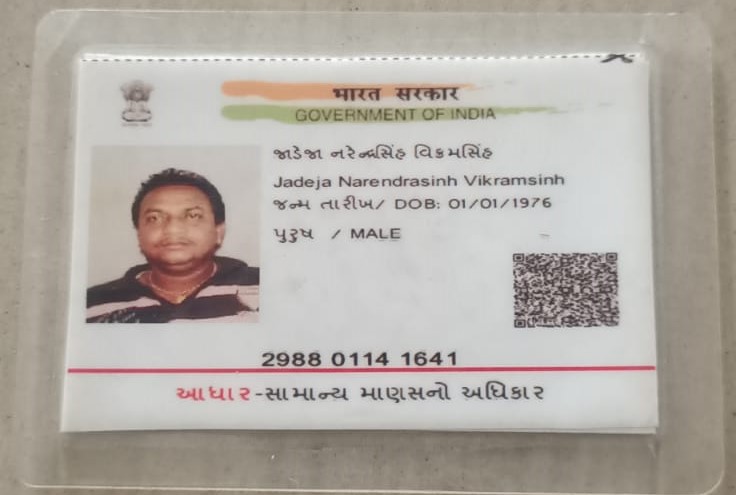 भारत सरकार
GOVERNMENT OF INDIA
જાડેજા નરેન્દ્રસિંહ વિક્રમસિંહ
Jadeja Narendrasinh Vikramsinh
જન્મ તારીખ/ DOB: 01/01/1976
પુરુષ / MALE
2988 0114 1641
આધાર-સામાન્ય માણસનો અધિકાર